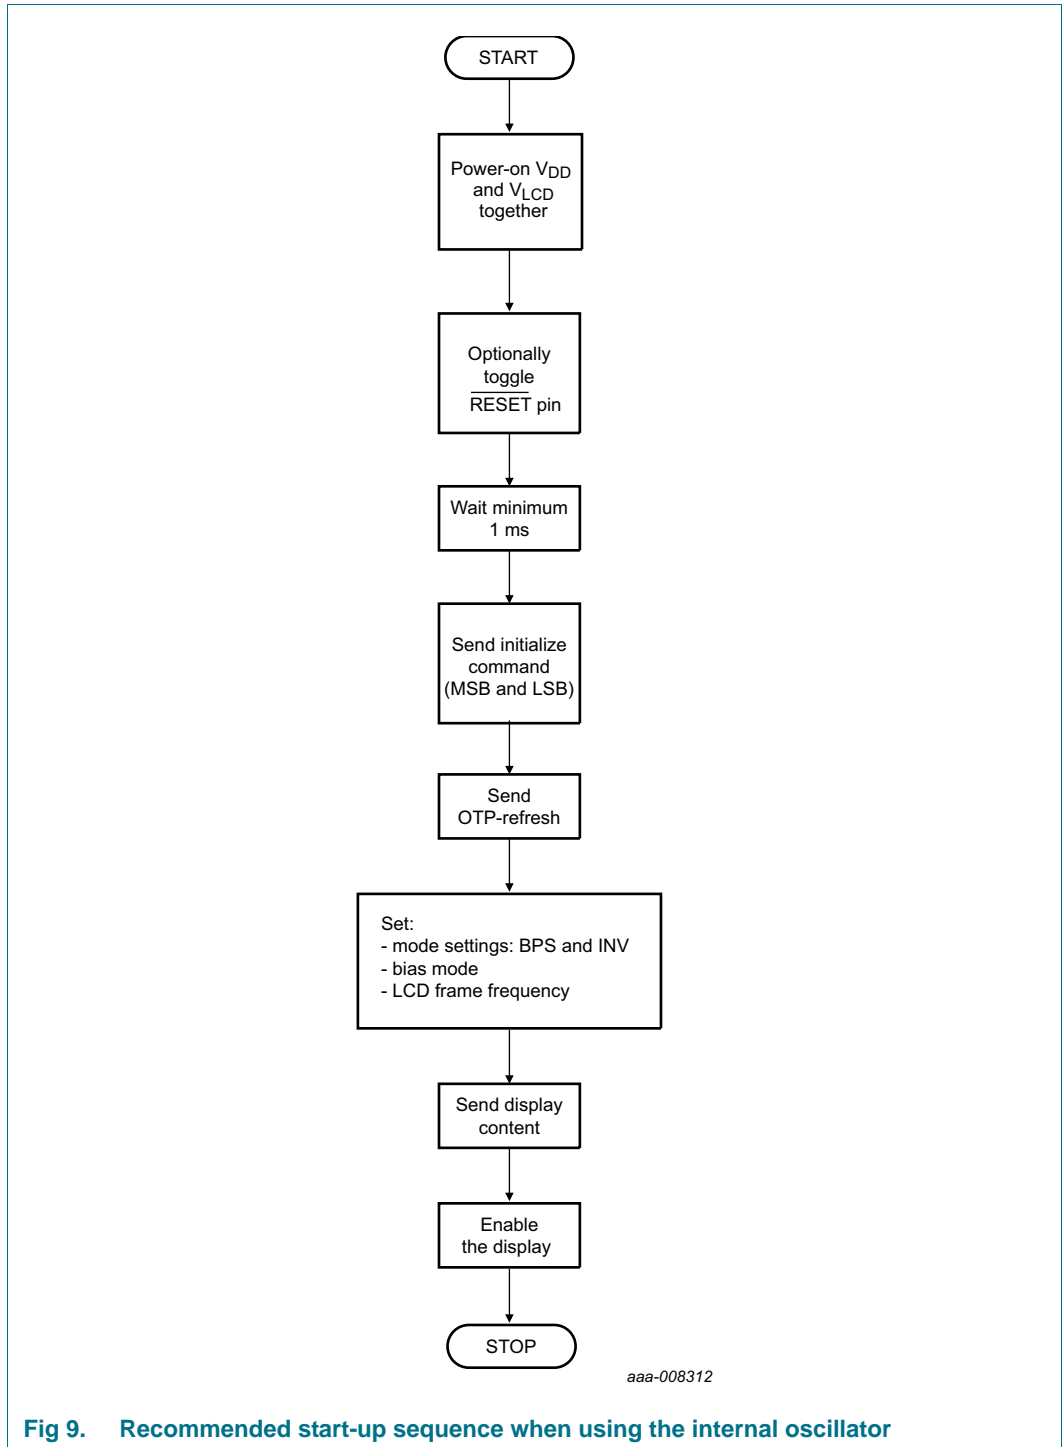 START
Power-on VDD
and VLCD
together
Optionally
toggle
RESET pin
Wait minimum
1 ms
Send initialize
command
(MSB and LSB)
Send
OTP-refresh
Set:
- mode settings: BPS and INV
- bias mode
- LCD frame frequency
Send display
content
Enable
the display
STOP
aaa-008312
Fig 9. Recommended start-up sequence when using the internal oscillator